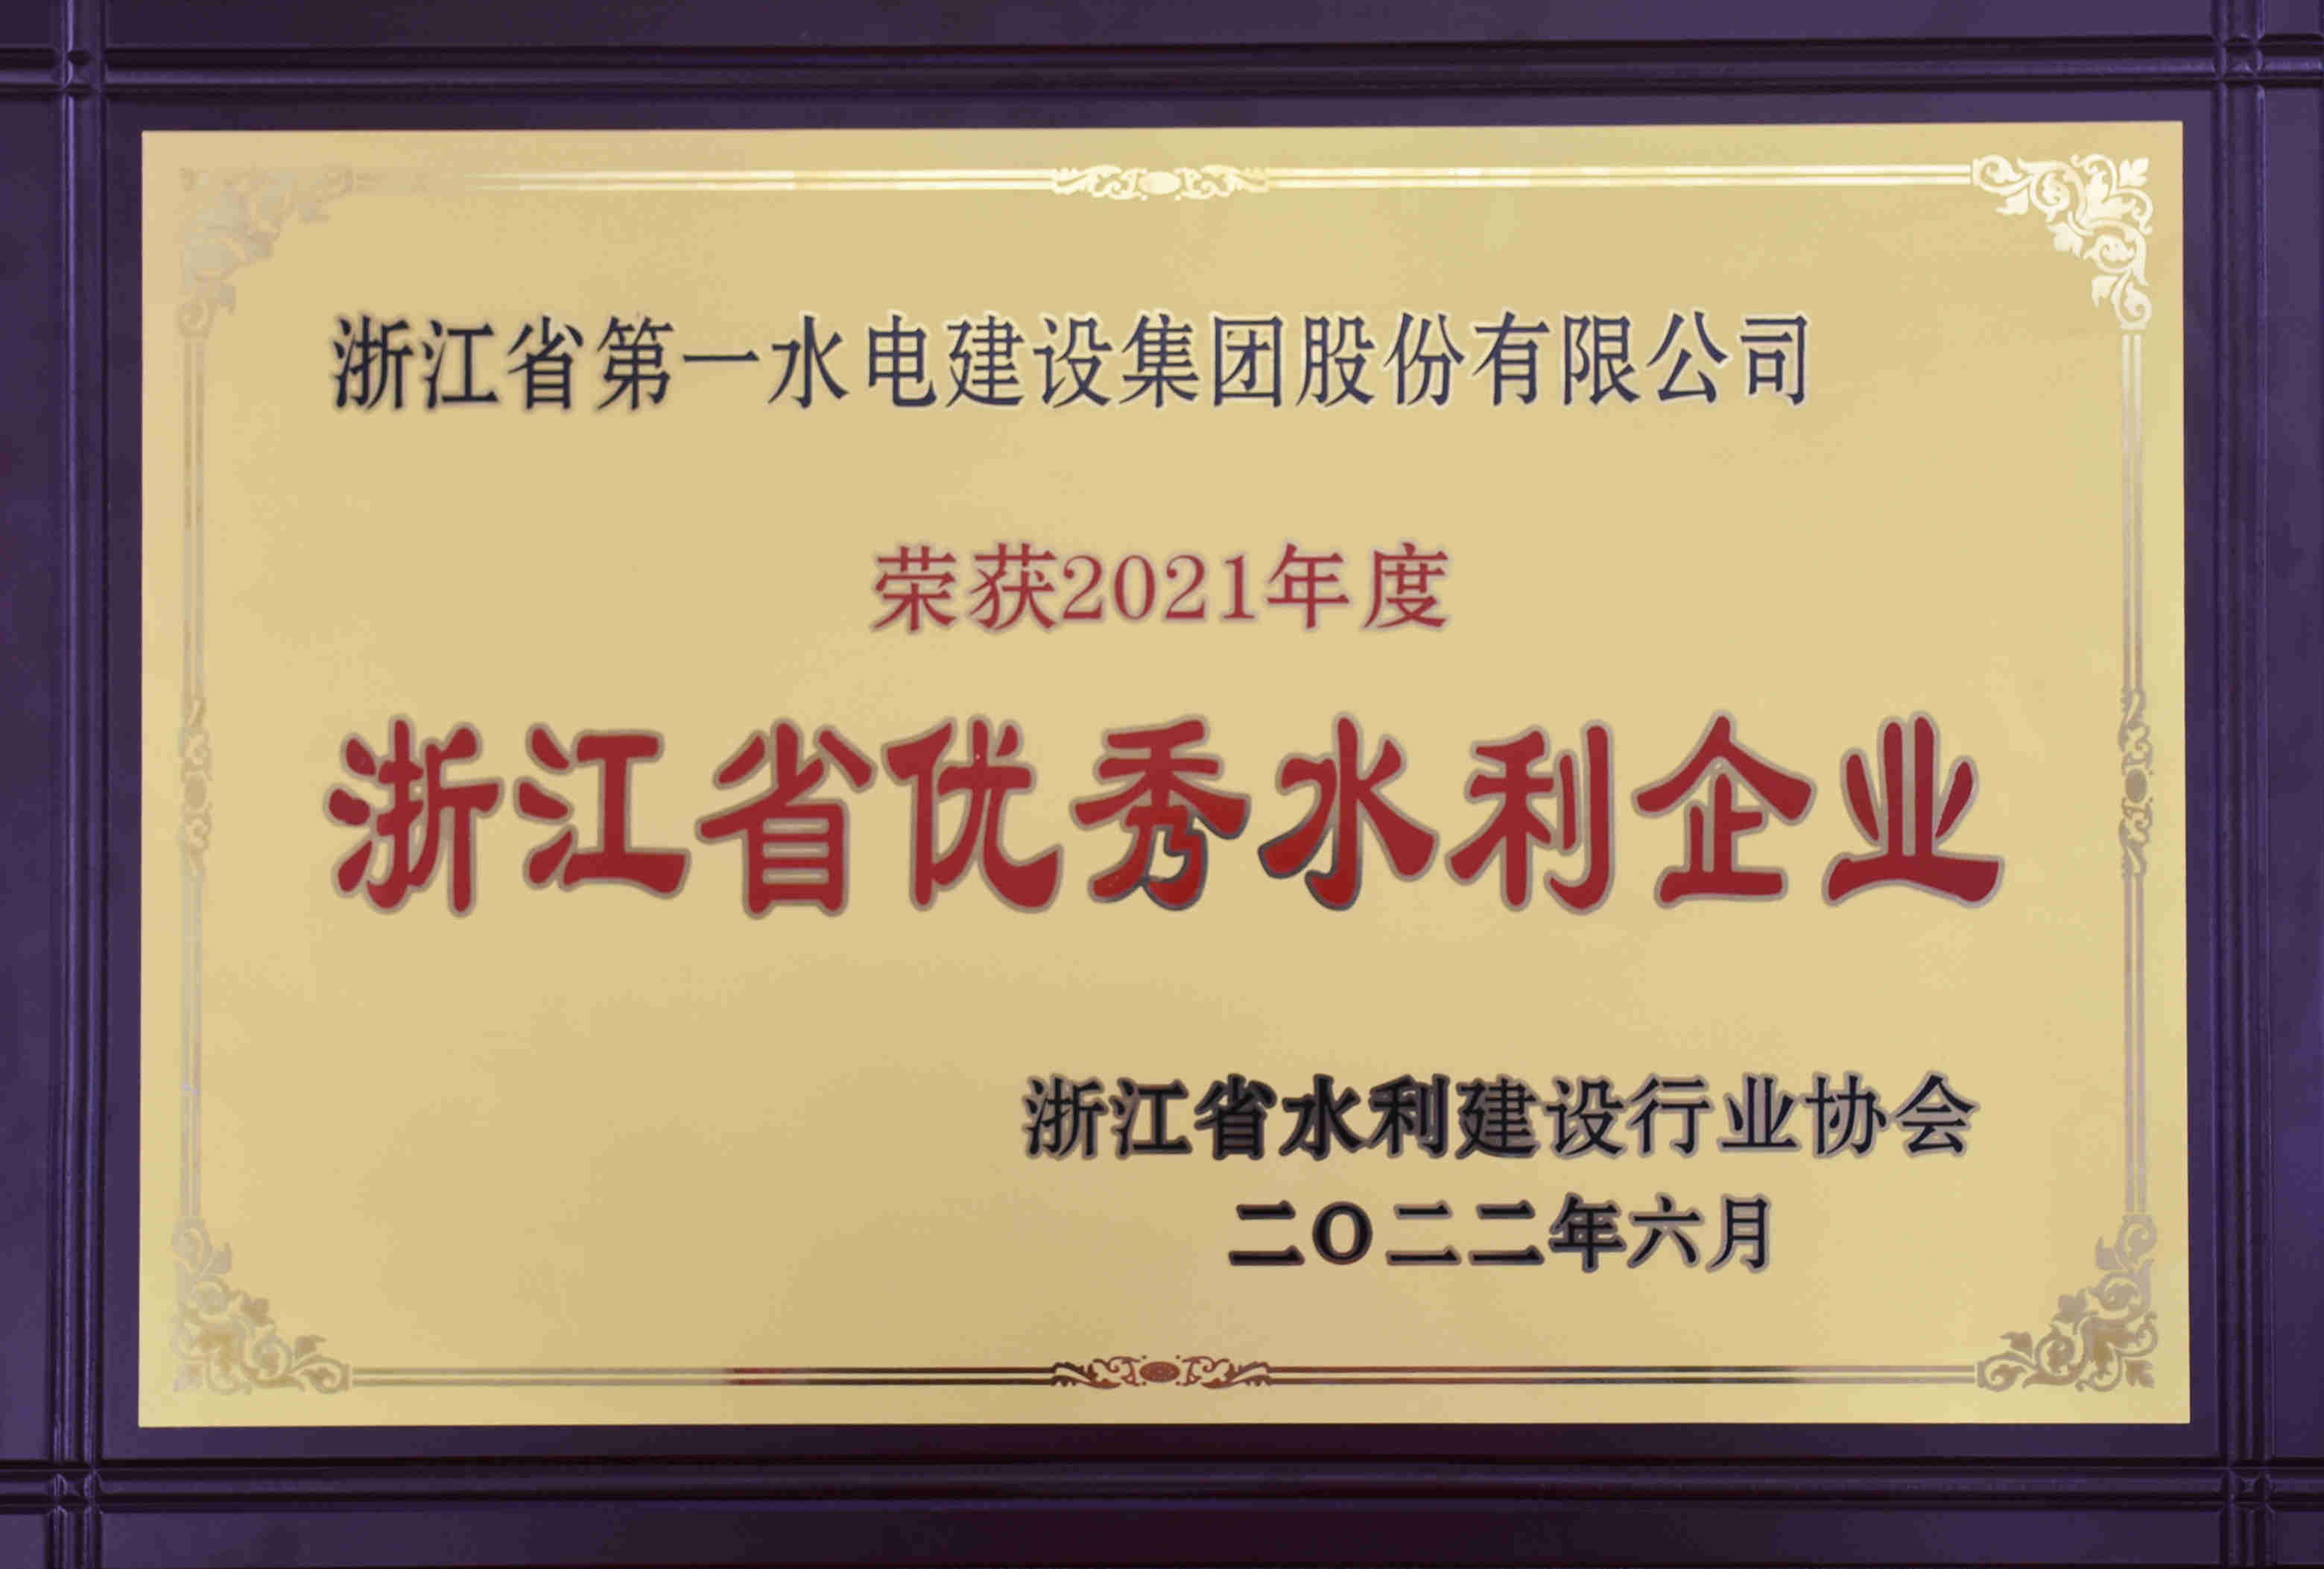 浙江省第一水电建设集团股份有限公司
荣获2021年度
浙江省优秀水利企业
浙江省水利建设行业协会
二〇二二年六月